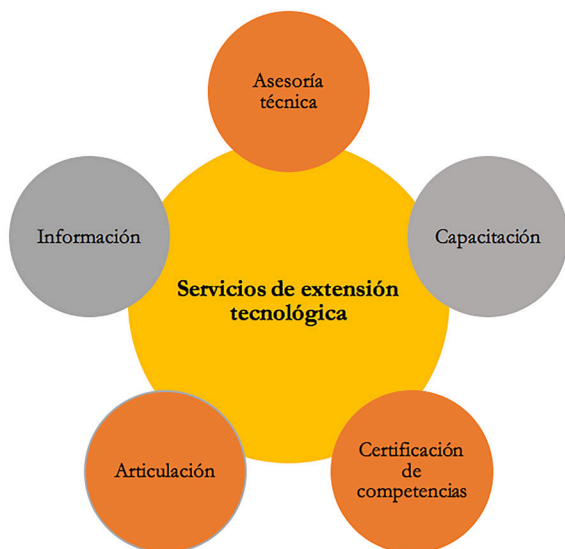 Asesoría
técnica
Información
Capacitación
Servicios de extensión
tecnológica
Articulación
Certificación
de
competencias